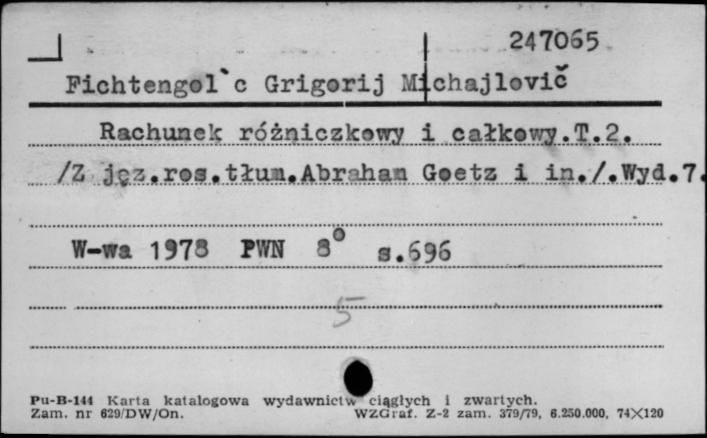 247065
Fichtengol`c Grigorij Michajlovič
Rachunek różniczkowy i całkowy.T.2.
/Z jęz.ros.tłum.Abraham Goetz i in./.Wyd.7.
W-wa 1978 PWN 8° s.696
5
Pu-B-144 Karta katalogowa wydawnictw ciągłych i zwartych.
Zam. nr 629/DW/On. WZGraf. Z-2 zam. 379/79, 6.250.000, 74×120